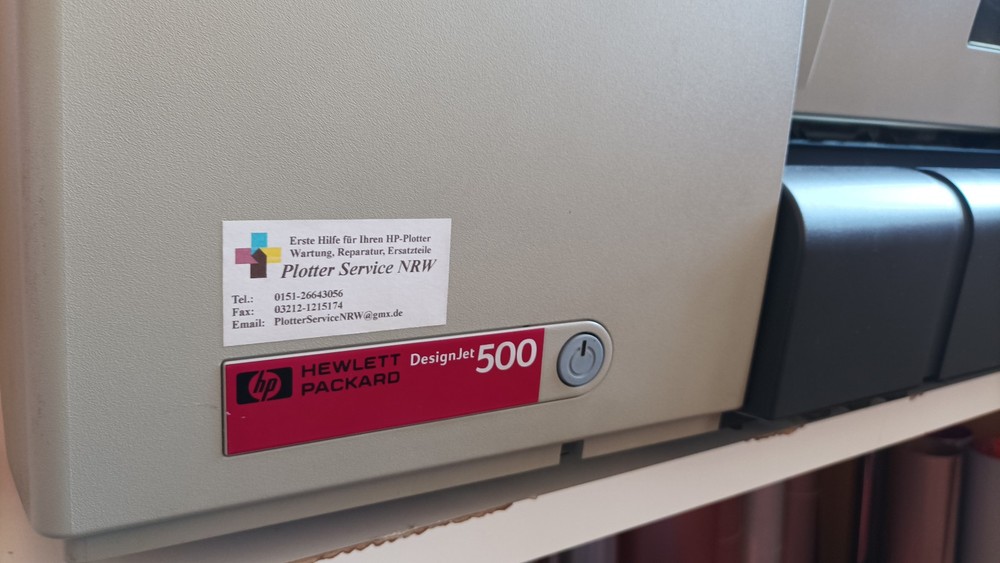 Erste Hilfe für Ihren HP-Plotter
Wartung, Reparatur, Ersatzteile
Plotter Service NRW
Tel.: 0151-26643056
Fax: 03212-1215174
Email: PlotterServiceNRW@gmx.de
hp HEWLETT PACKARD DesignJet 500